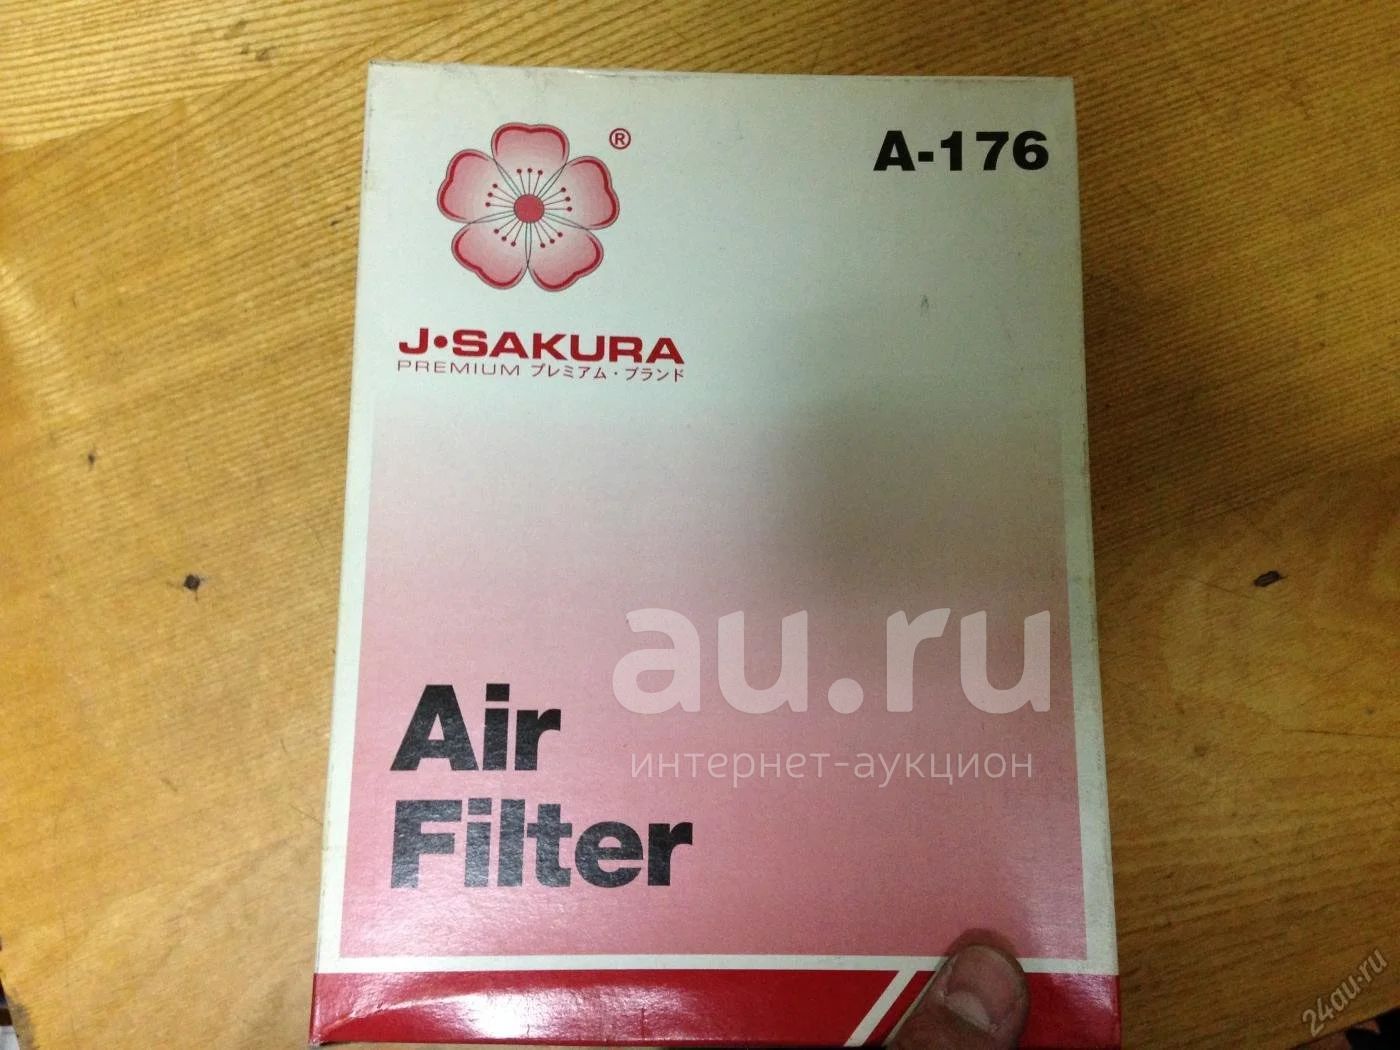 ®
A-176
J•SAKURA
PREMIUM プレミアム・ブランド
au.ru
интернет-аукцион
Air
Filter
24au.ru